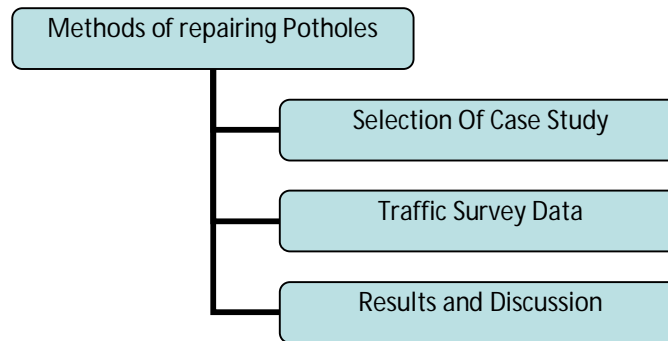 Methods of repairing Potholes
Selection Of Case Study
Traffic Survey Data
Results and Discussion